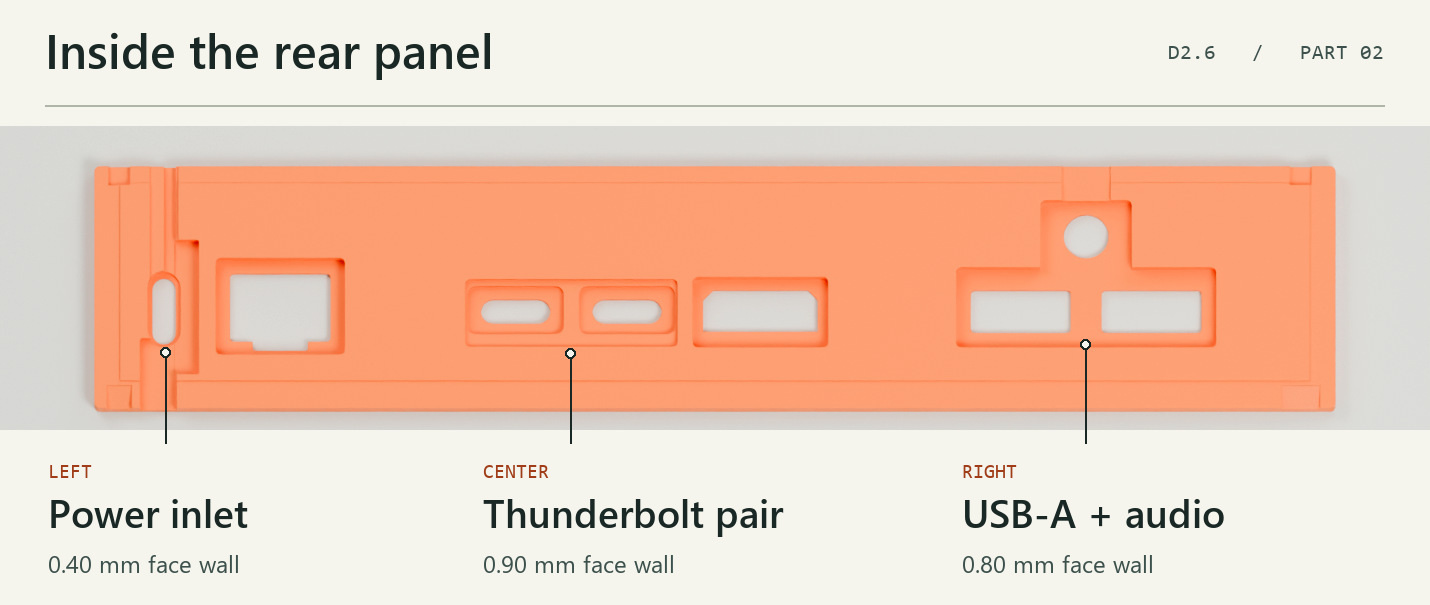 Inside the rear panel
D2.6 / PART 02
LEFT
Power inlet
0.40 mm face wall
CENTER
Thunderbolt pair
0.90 mm face wall
RIGHT
USB-A + audio
0.80 mm face wall